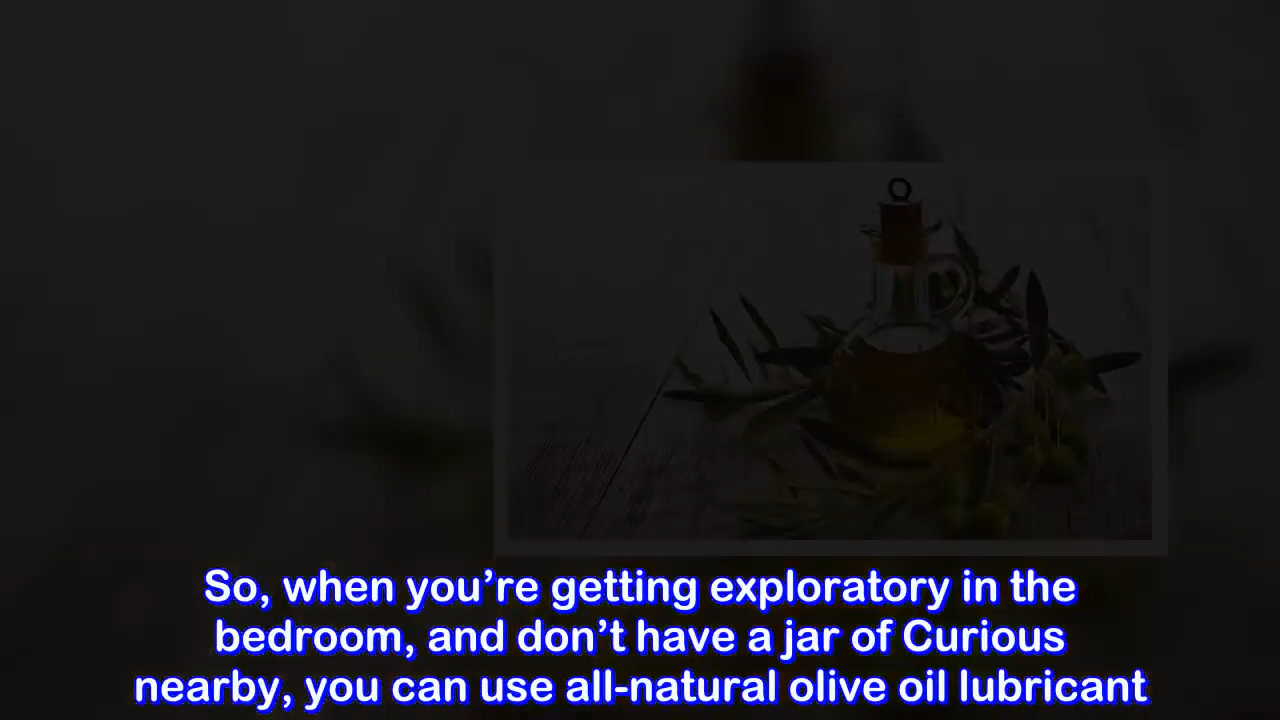 So, when you’re getting exploratory in the
bedroom, and don’t have a jar of Curious
nearby, you can use all-natural olive oil lubricant